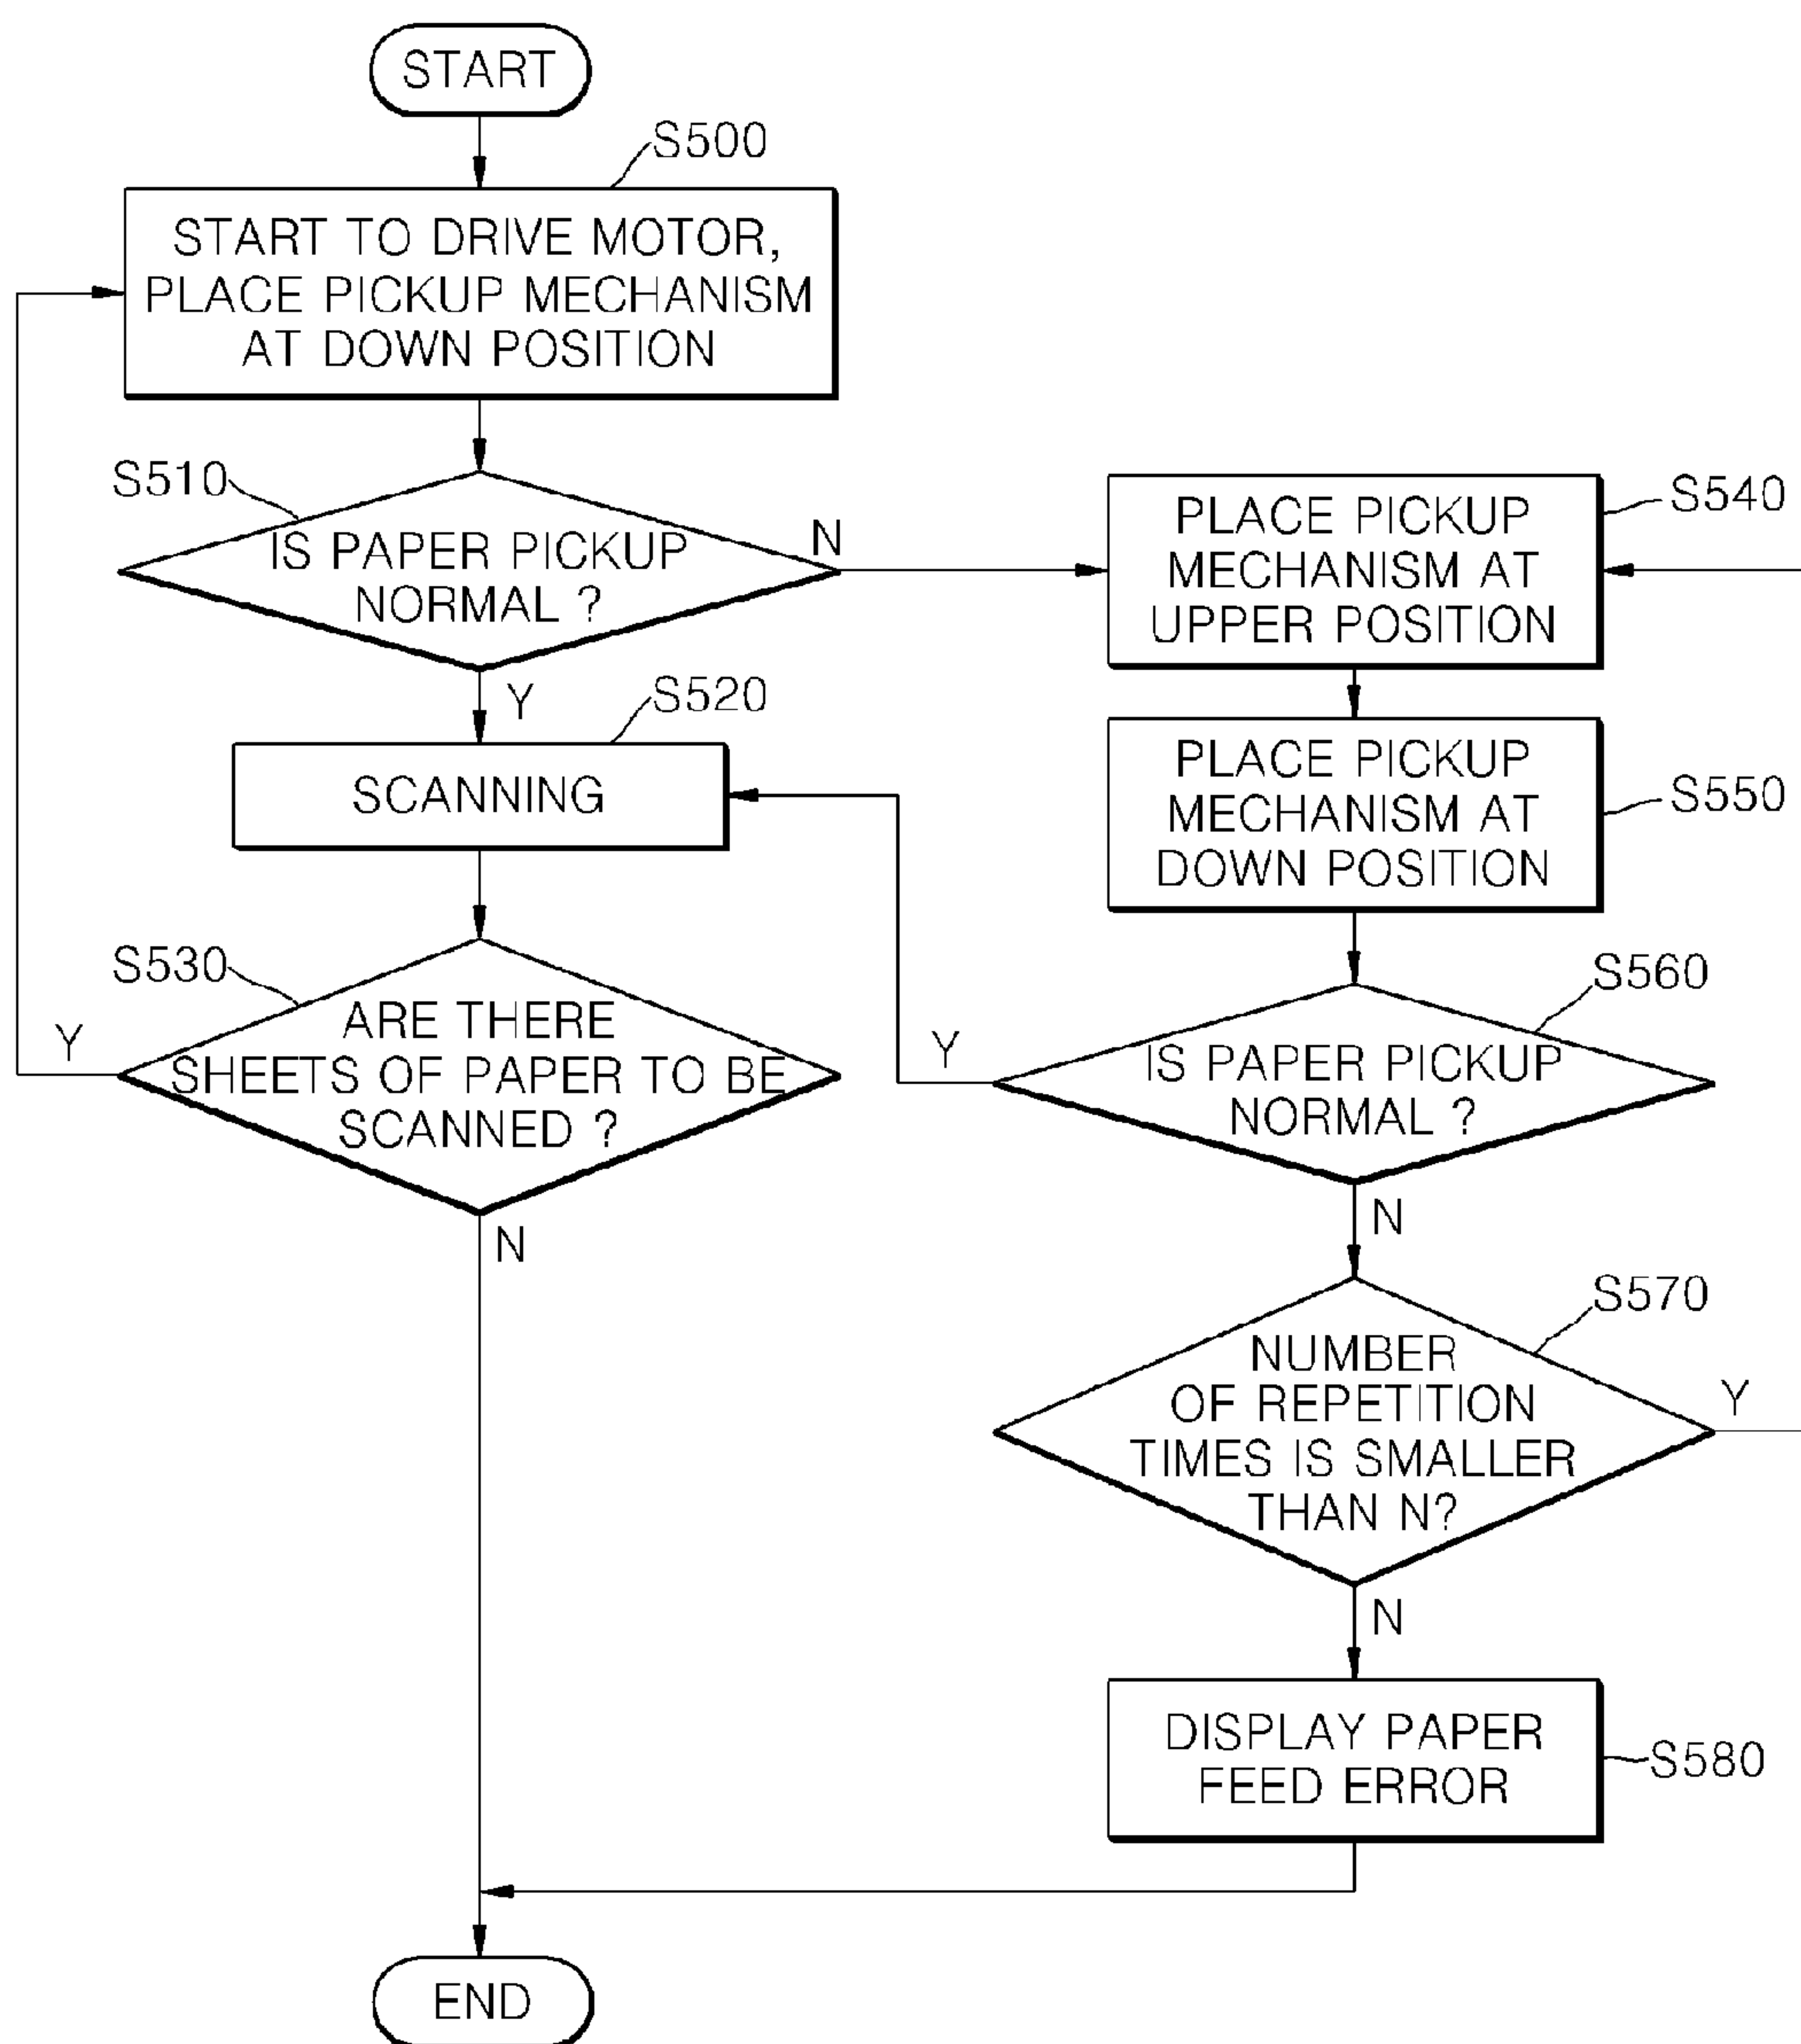 START
S500
START TO DRIVE MOTOR,
PLACE PICKUP MECHANISM
AT DOWN POSITION
S510
IS PAPER PICKUP
NORMAL ?
N
Y
S520
SCANNING
S530
ARE THERE
SHEETS OF PAPER TO BE
SCANNED ?
Y
N
S540
PLACE PICKUP
MECHANISM AT
UPPER POSITION
PLACE PICKUP
MECHANISM AT
DOWN POSITION
S550
S560
IS PAPER PICKUP
NORMAL ?
Y
N
S570
NUMBER
OF REPETITION
TIMES IS SMALLER
THAN N?
Y
N
DISPLAY PAPER
FEED ERROR
S580
END